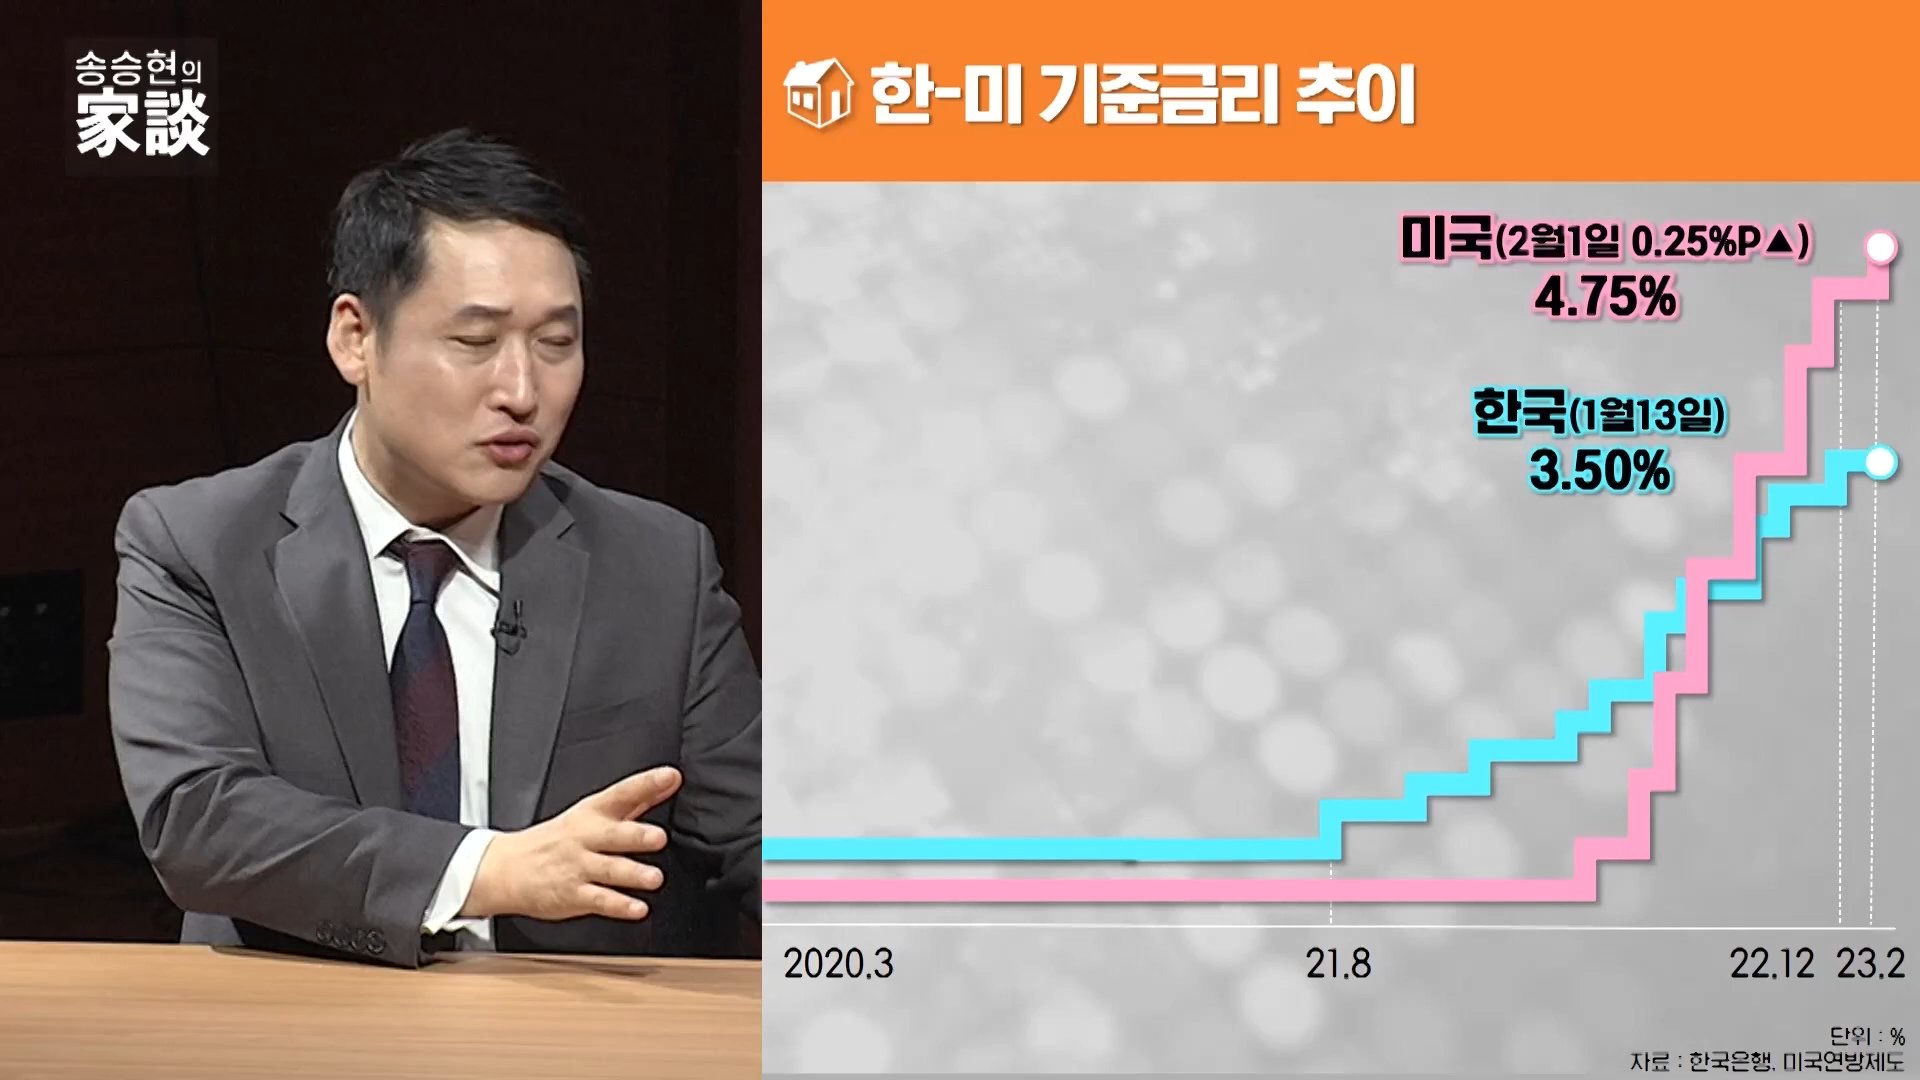 송승현의
家談
한-미 기준금리 추이
미국(2월1일 0.25%P▲)
4.75%
한국(1월13일)
3.50%
2020.3
21.8
22.12
23.2
단위 : %
자료 : 한국은행, 미국연방제도